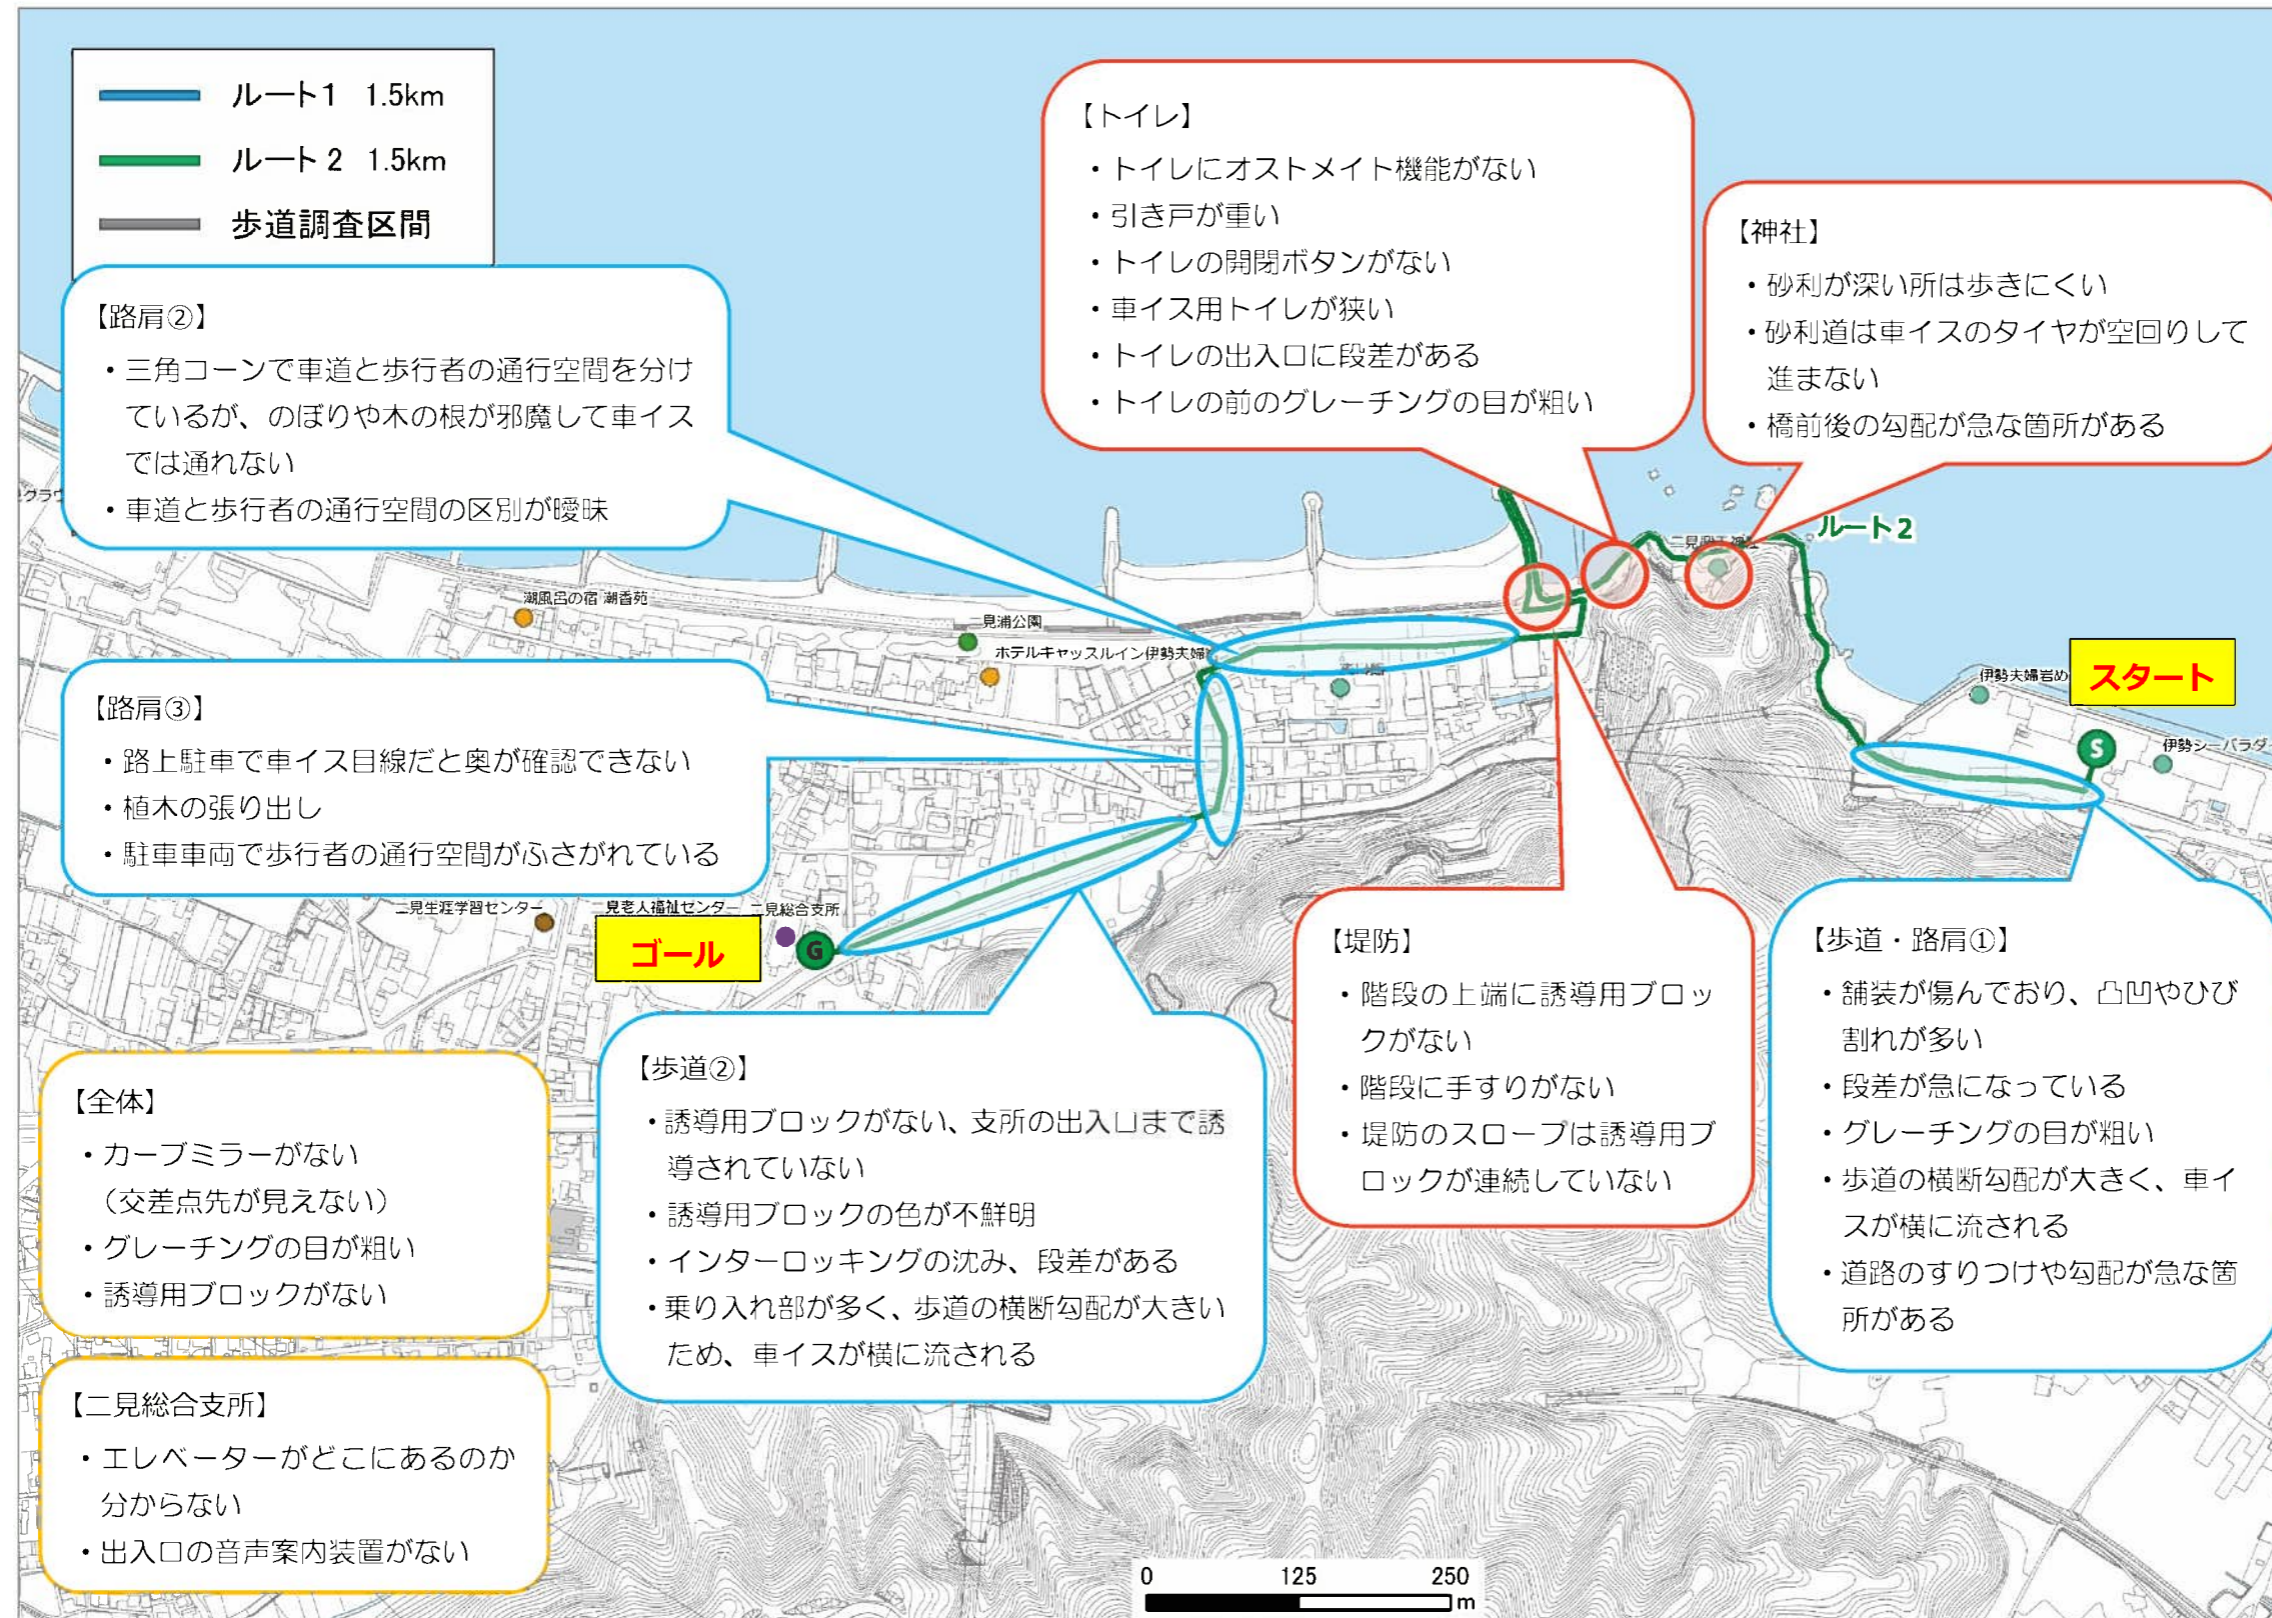 ルート1 1.5km
ルート2 1.5km
歩道調査区間
【トイレ】
・トイレにオストメイト機能がない
・引き戸が重い
・トイレの開閉ボタンがない
・車イス用トイレが狭い
・トイレの出入口に段差がある
・トイレの前のグレーチングの目が粗い
【神社】
・砂利が深い所は歩きにくい
・砂利道は車イスのタイヤが空回りして
進まない
・橋前後の勾配が急な箇所がある
【路肩②】
・三角コーンで車道と歩行者の通行空間を分け
ているが、のぼりや木の根が邪魔して車イス
では通れない
・車道と歩行者の通行空間の区別が曖昧
ルート2
潮風呂の宿 潮香苑
二見浦公園
ホテルキャッスルイン伊勢夫婦
伊勢夫婦岩め
スタート
S
伊勢シーパラダ
【路肩③】
・路上駐車で車イス目線だと奥が確認できない
・植木の張り出し
・駐車車両で歩行者の通行空間がふさがれている
二見生涯学習センター
二見老人福祉センター
二見総合支所
ゴール
G
【堤防】
・階段の上端に誘導用ブロッ
クがない
・階段に手すりがない
・堤防のスロープは誘導用ブ
ロックが連続していない
【歩道・路肩①】
・舗装が傷んでおり、凸凹やひび
割れが多い
・段差が急になっている
・グレーチングの目が粗い
・歩道の横断勾配が大きく、車イ
スが横に流される
・道路のすりつけや勾配が急な箇
所がある
【歩道②】
・誘導用ブロックがない、支所の出入口まで誘
導されていない
・誘導用ブロックの色が不鮮明
・インターロッキングの沈み、段差がある
・乗り入れ部が多く、歩道の横断勾配が大きい
ため、車イスが横に流される
【全体】
・カーブミラーがない
（交差点先が見えない）
・グレーチングの目が粗い
・誘導用ブロックがない
【二見総合支所】
・エレベーターがどこにあるのか
分からない
・出入口の音声案内装置がない
0 125 250
m